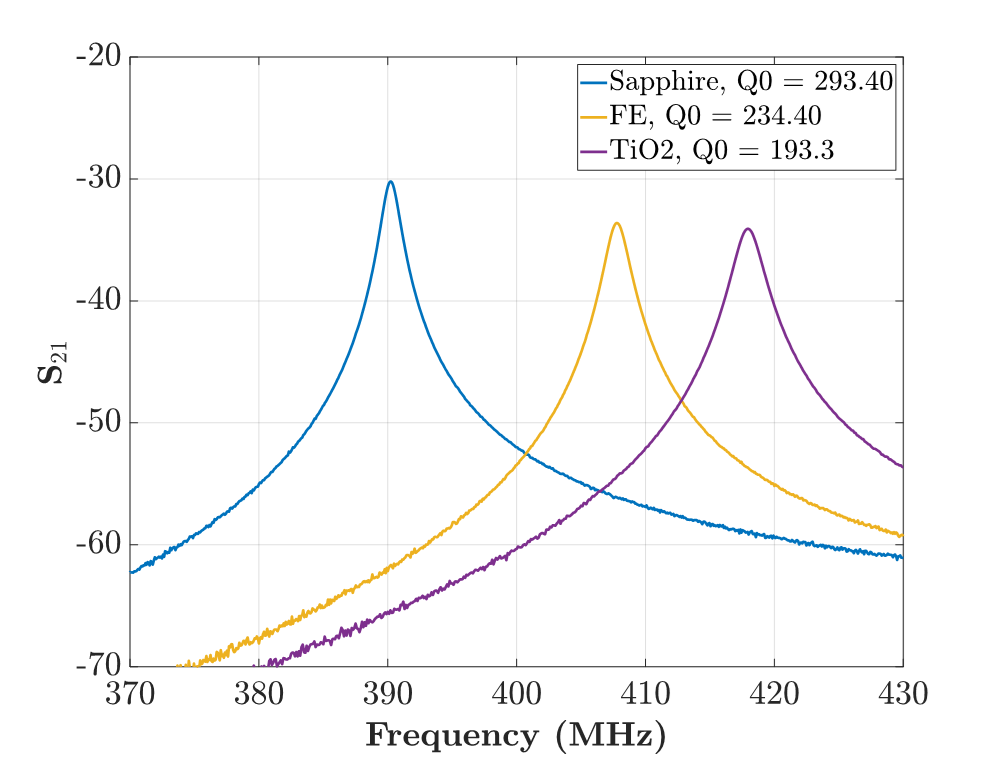 -20
-30
-40
-50
-60
-70
S21
Sapphire, Q0 = 293.40
FE, Q0 = 234.40
TiO2, Q0 = 193.3
370 380 390 400 410 420 430
Frequency (MHz)